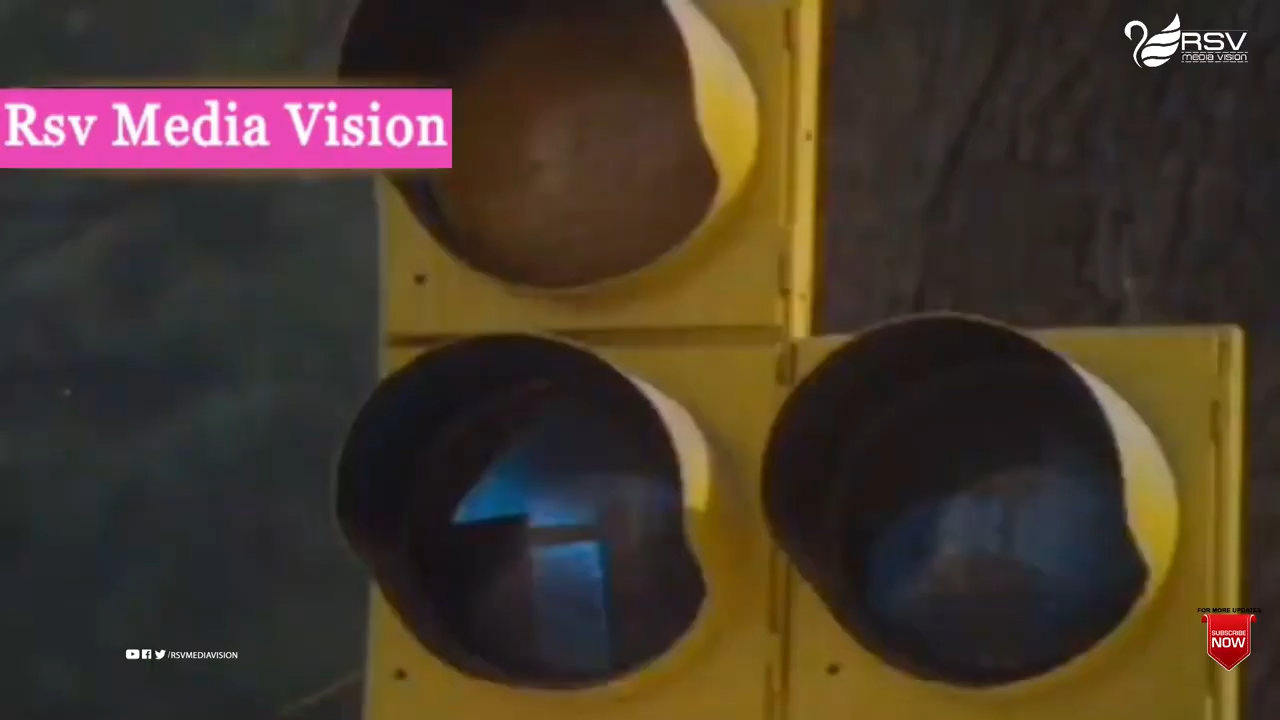 RSV
media vision
Rsv Media Vision
FOR MORE UPDATES
SUBSCRIBE
NOW
/RSVMEDIAVISION